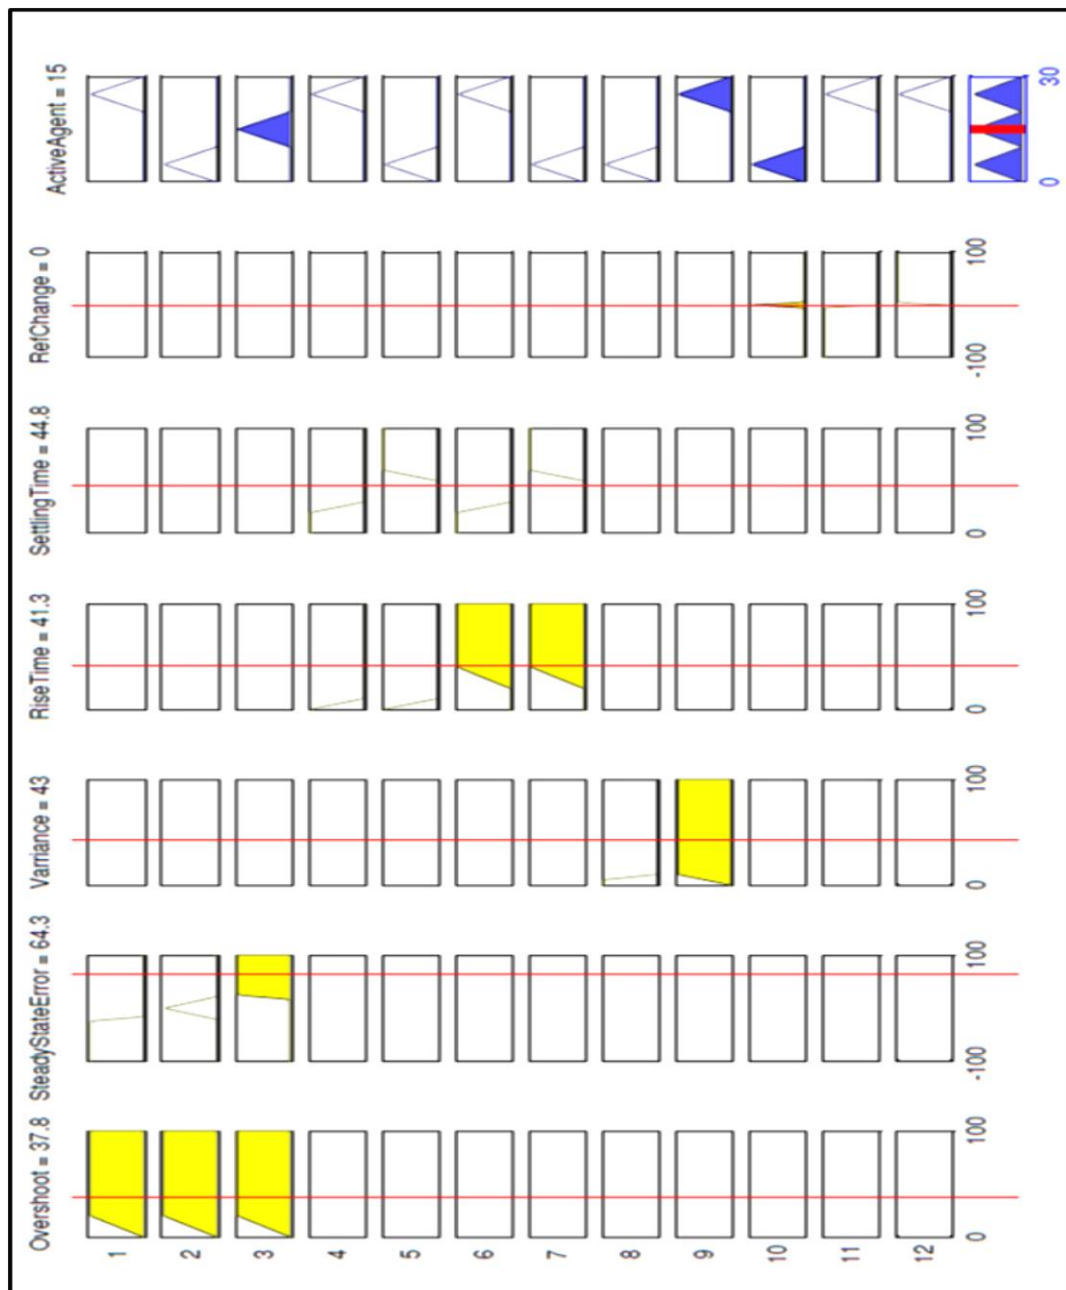 Overshoot = 37.8
SteadyStateError = 64.3
Varriance = 43
RiseTime = 41.3
SettlingTime = 44.8
RefChange = 0
ActiveAgent = 15
1
2
3
4
5
6
7
8
9
10
11
12
0 100
-100 100
0 100
0 100
0 100
-100 100
0 30